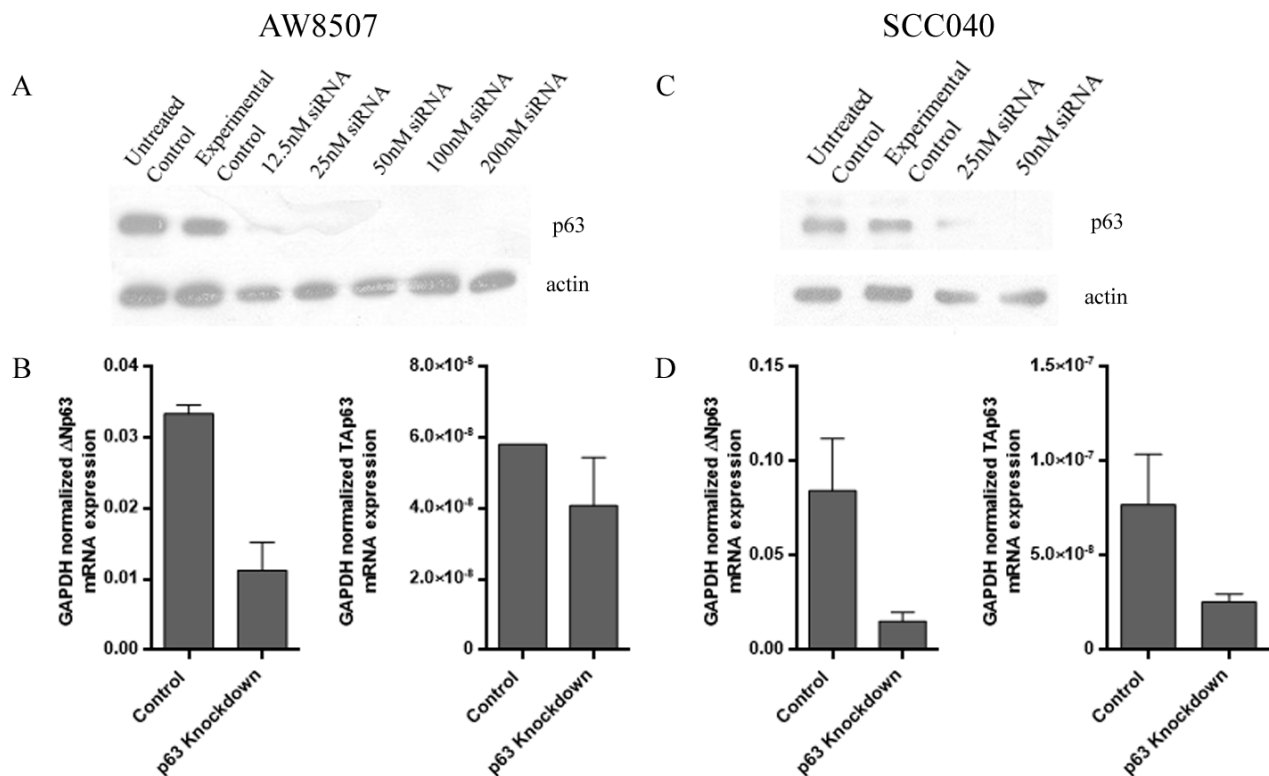 AW8507
SCC040
A
Untreated
Control
Experimental
Control
12.5nM siRNA
25nM siRNA
50nM siRNA
100nM siRNA
200nM siRNA
p63
actin
C
Untreated
Control
Experimental
Control
25nM siRNA
50nM siRNA
p63
actin
B
GAPDH normalized ΔNp63
mRNA expression
0.04
0.03
0.02
0.01
0.00
Control
p63 Knockdown
GAPDH normalized TAp63
mRNA expression
8.0×10-8
6.0×10-8
4.0×10-8
2.0×10-8
0
Control
p63 Knockdown
D
GAPDH normalized ΔNp63
mRNA expression
0.15
0.10
0.05
0.00
Control
p63 Knockdown
GAPDH normalized TAp63
mRNA expression
1.5×10-7
1.0×10-7
5.0×10-8
0
Control
p63 Knockdown